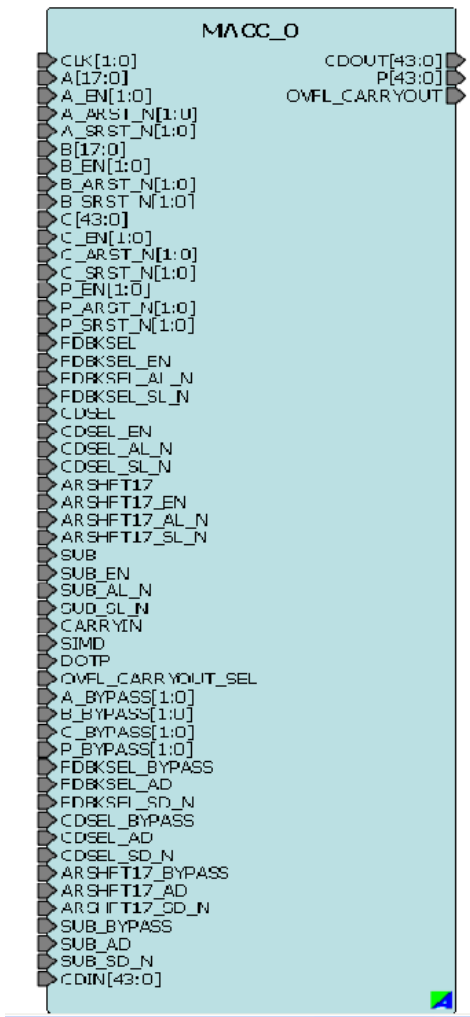 MACC_0
CLK[1:0]
CDOUT[43:0]
A[17:0]
P[43:0]
A_EN[1:0]
OVFL_CARRYOUT
A_ARST_N[1:0]
A_SRST_N[1:0]
B[17:0]
B_EN[1:0]
B_ARST_N[1:0]
B_SRST_N[1:0]
C[43:0]
C_EN[1:0]
C_ARST_N[1:0]
C_SRST_N[1:0]
P_EN[1:0]
P_ARST_N[1:0]
P_SRST_N[1:0]
FDBKSEL
FDBKSEL_EN
FDBKSEL_AL_N
FDBKSEL_SL_N
CDSEL
CDSEL_EN
CDSEL_AL_N
CDSEL_SL_N
ARSHFT17
ARSHFT17_EN
ARSHFT17_AL_N
ARSHFT17_SL_N
SUB
SUB_EN
SUB_AL_N
SUB_SL_N
CARRYIN
SIMD
DOTP
OVFL_CARRYOUT_SEL
A_BYPASS[1:0]
B_BYPASS[1:0]
C_BYPASS[1:0]
P_BYPASS[1:0]
FDBKSEL_BYPASS
FDBKSEL_AD
FDBKSEL_SD_N
CDSEL_BYPASS
CDSEL_AD
CDSEL_SD_N
ARSHFT17_BYPASS
ARSHFT17_AD
ARSHFT17_SD_N
SUB_BYPASS
SUB_AD
SUB_SD_N
CDIN[43:0]